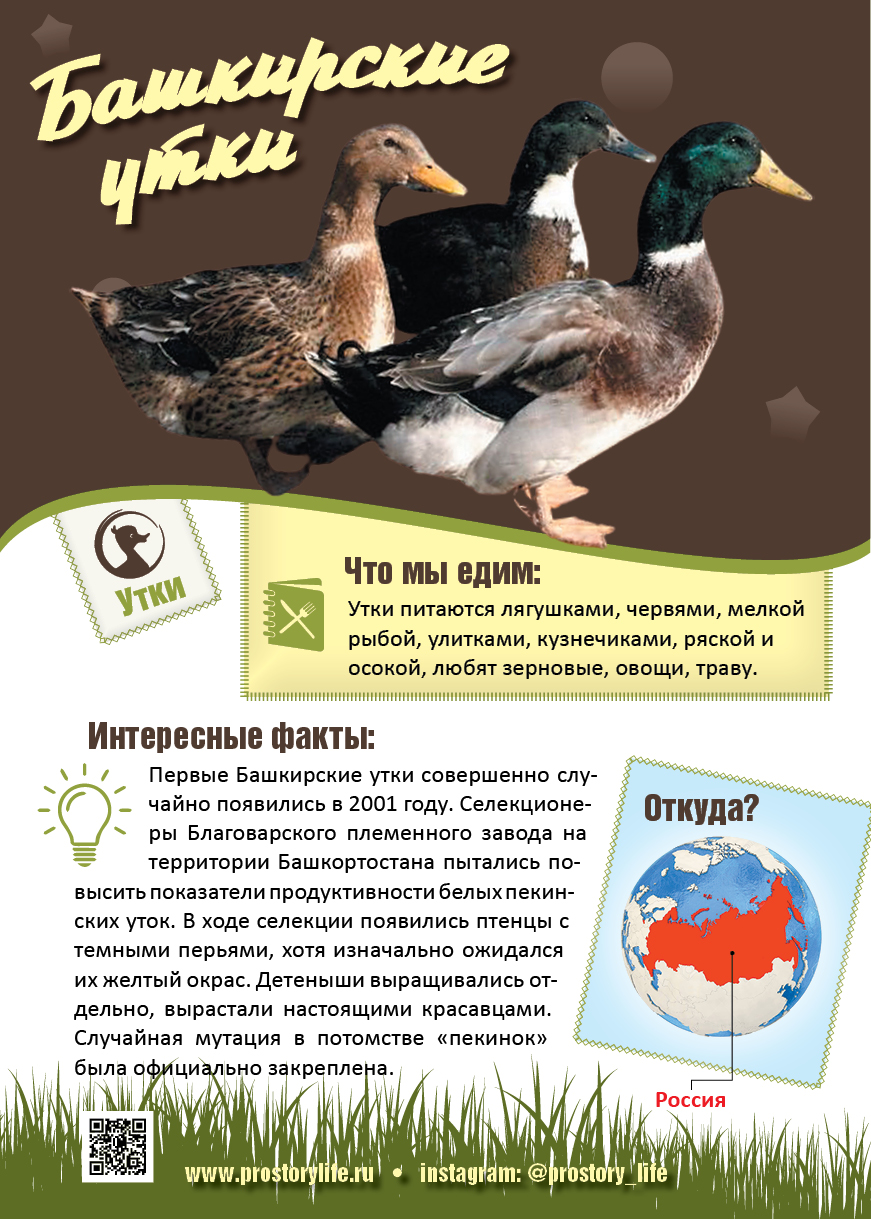 Башкирские
утки
Утки
Что мы едим:
Утки питаются лягушками, червями, мелкой
рыбой, улитками, кузнечиками, ряской и
осокой, любят зерновые, овощи, траву.
Интересные факты:
Первые Башкирские утки совершенно слу-
чайно появились в 2001 году. Селекционе-
ры Благоварского племенного завода на
территории Башкортостана пытались по-
высить показатели продуктивности белых пекин-
ских уток. В ходе селекции появились птенцы с
темными перьями, хотя изначально ожидался
их желтый окрас. Детеныши выращивались от-
дельно, вырастали настоящими красавцами.
Случайная мутация в потомстве «пекинок»
была официально закреплена.
Откуда?
Россия
www.prostorylife.ru • instagram: @prostory_life